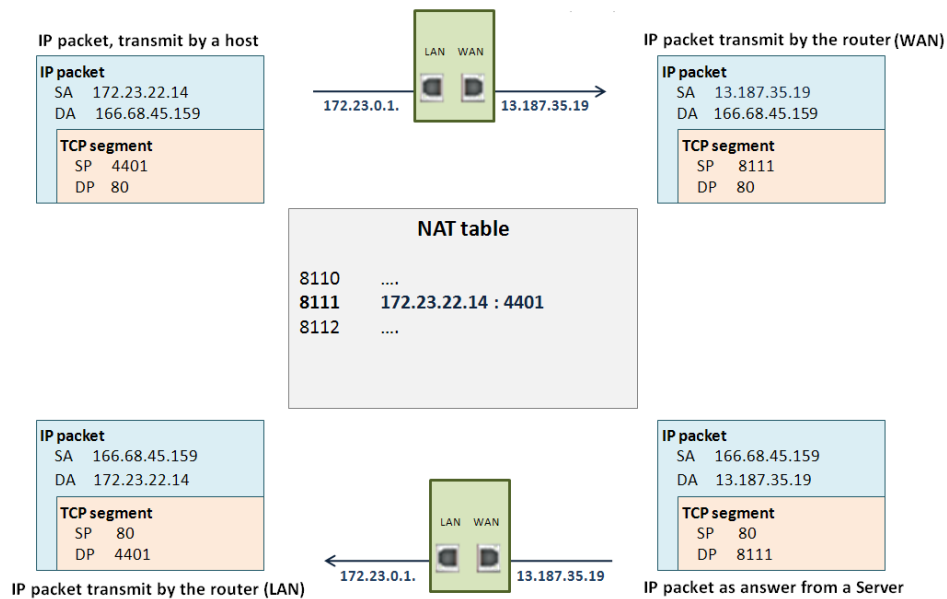 IP packet, transmit by a host
IP packet
SA 172.23.22.14
DA 166.68.45.159
TCP segment
SP 4401
DP 80
LAN WAN
172.23.0.1.
13.187.35.19
IP packet transmit by the router (WAN)
IP packet
SA 13.187.35.19
DA 166.68.45.159
TCP segment
SP 8111
DP 80
NAT table
8110 ....
8111 172.23.22.14 : 4401
8112 ....
IP packet
SA 166.68.45.159
DA 172.23.22.14
TCP segment
SP 80
DP 4401
IP packet transmit by the router (LAN)
LAN WAN
172.23.0.1.
13.187.35.19
IP packet
SA 166.68.45.159
DA 13.187.35.19
TCP segment
SP 80
DP 8111
IP packet as answer from a Server